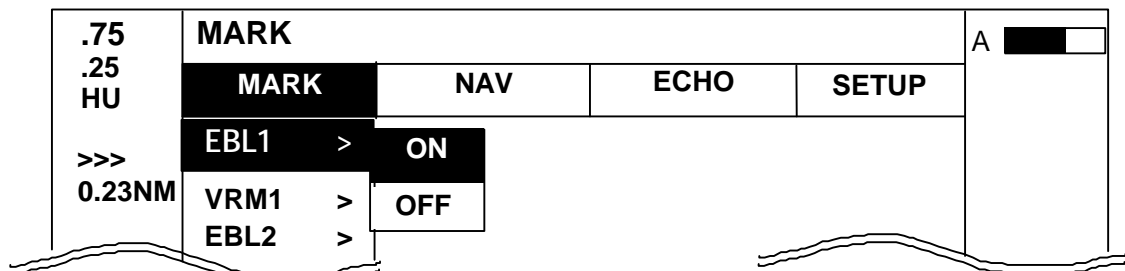 .75
.25
HU
>>>
0.23NM
MARK
MARK NAV ECHO SETUP
EBL1 > ON
VRM1 > OFF
EBL2 >
A